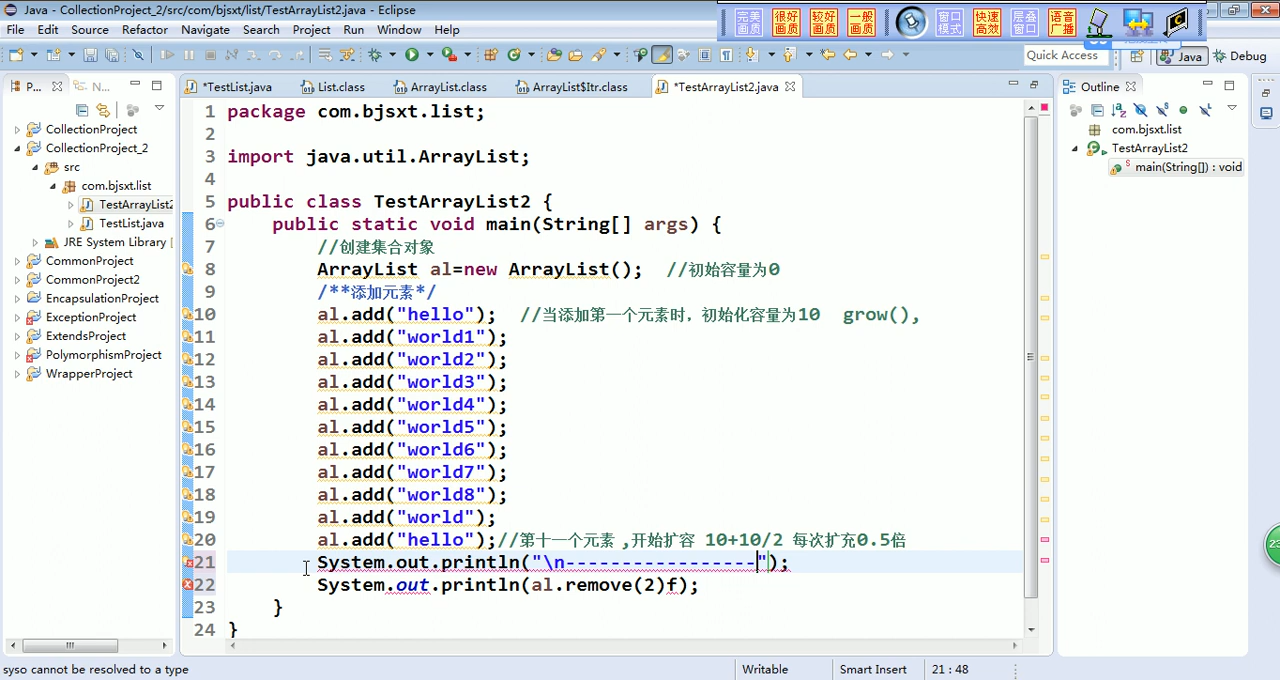 Java - CollectionProject_2/src/com/bjsxt/list/TestArrayList2.java - Eclipse
完美画质 很好画质 较好画质 一般画质 窗口模式 快速高效 层叠窗口 语音广播
File Edit Source Refactor Navigate Search Project Run Window Help
Quick Access Java Debug
P... N... *TestList.java List.class ArrayList.class ArrayList$Itr.class *TestArrayList2.java Outline
CollectionProject
CollectionProject_2
src
com.bjsxt.list
TestArrayList2
TestList.java
JRE System Library [
CommonProject
CommonProject2
EncapsulationProject
ExceptionProject
ExtendsProject
PolymorphismProject
WrapperProject
1 package com.bjsxt.list;
2
3 import java.util.ArrayList;
4
5 public class TestArrayList2 {
6 public static void main(String[] args) {
7 //创建集合对象
8 ArrayList al=new ArrayList(); //初始容量为0
9 /**添加元素*/
10 al.add("hello"); //当添加第一个元素时，初始化容量为10 grow(),
11 al.add("world1");
12 al.add("world2");
13 al.add("world3");
14 al.add("world4");
15 al.add("world5");
16 al.add("world6");
17 al.add("world7");
18 al.add("world8");
19 al.add("world");
20 al.add("hello");//第十一个元素 ,开始扩容 10+10/2 每次扩充0.5倍
21 System.out.println("\n-----------------");
22 System.out.println(al.remove(2)f);
23 }
24 }
com.bjsxt.list
TestArrayList2
main(String[]) : void
23
syso cannot be resolved to a type Writable Smart Insert 21 : 48